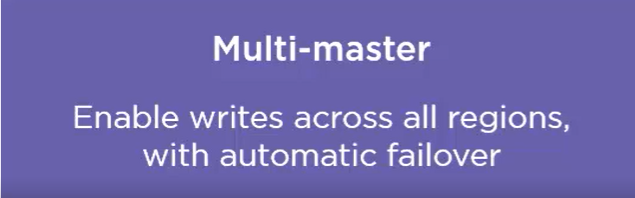 Multi-master
Enable writes across all regions,
with automatic failover